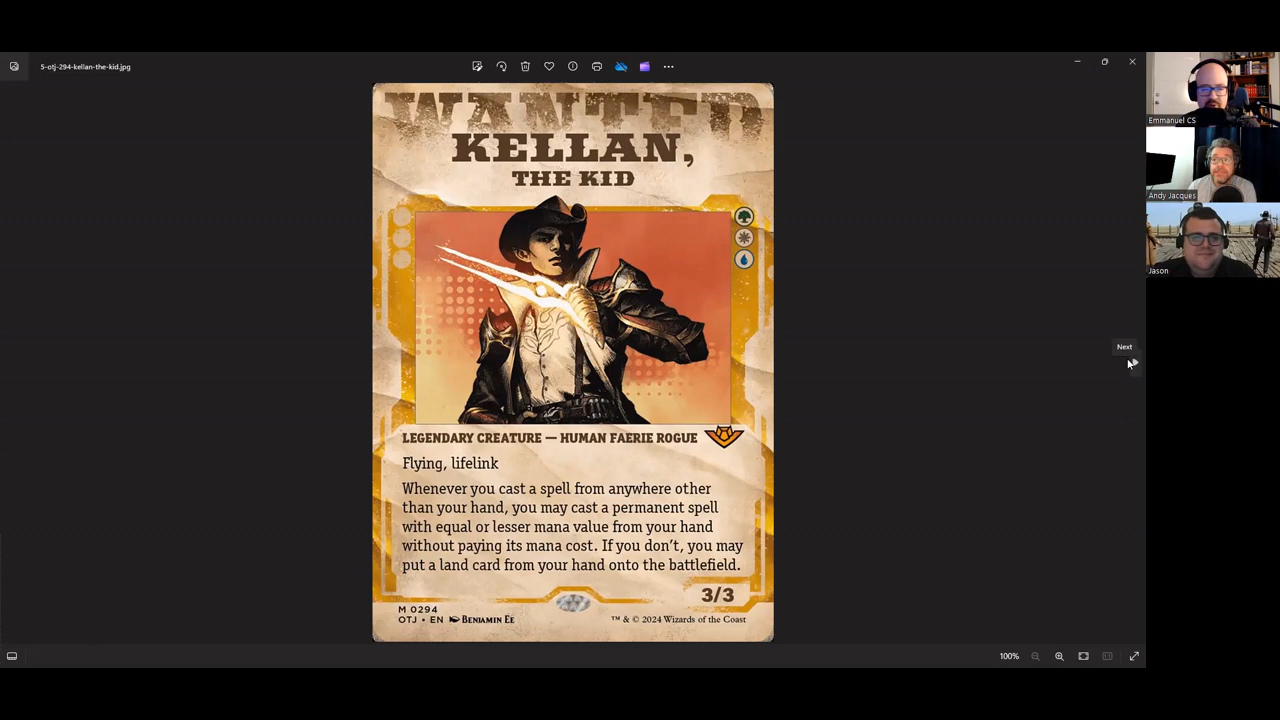 5-otj-294-kellan-the-kid.jpg
WANTED
KELLAN,
THE KID
LEGENDARY CREATURE — HUMAN FAERIE ROGUE
Flying, lifelink
Whenever you cast a spell from anywhere other
than your hand, you may cast a permanent spell
with equal or lesser mana value from your hand
without paying its mana cost. If you don't, you may
put a land card from your hand onto the battlefield.
3/3
M 0294
OTJ • EN BENJAMIN EE
™ & © 2024 Wizards of the Coast
Emmanuel CS
Andy Jacques
Jason
Next
100%